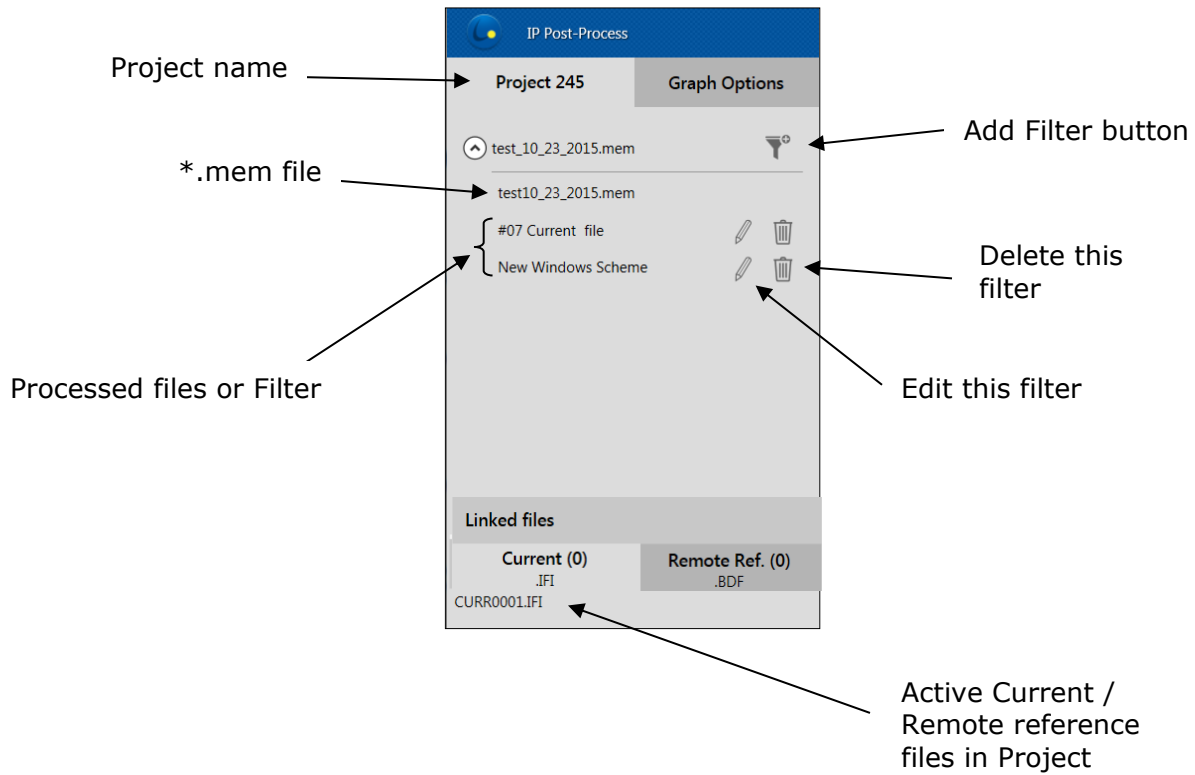 IP Post-Process
Project name
Project 245
Graph Options
Add Filter button
test_10_23_2015.mem
*.mem file
test10_23_2015.mem
#07 Current  file
New Windows Scheme
Delete this
filter
Processed files or Filter
Edit this filter
Linked files
Current (0)
.IFI
Remote Ref. (0)
.BDF
CURR0001.IFI
Active Current /
Remote reference
files in Project